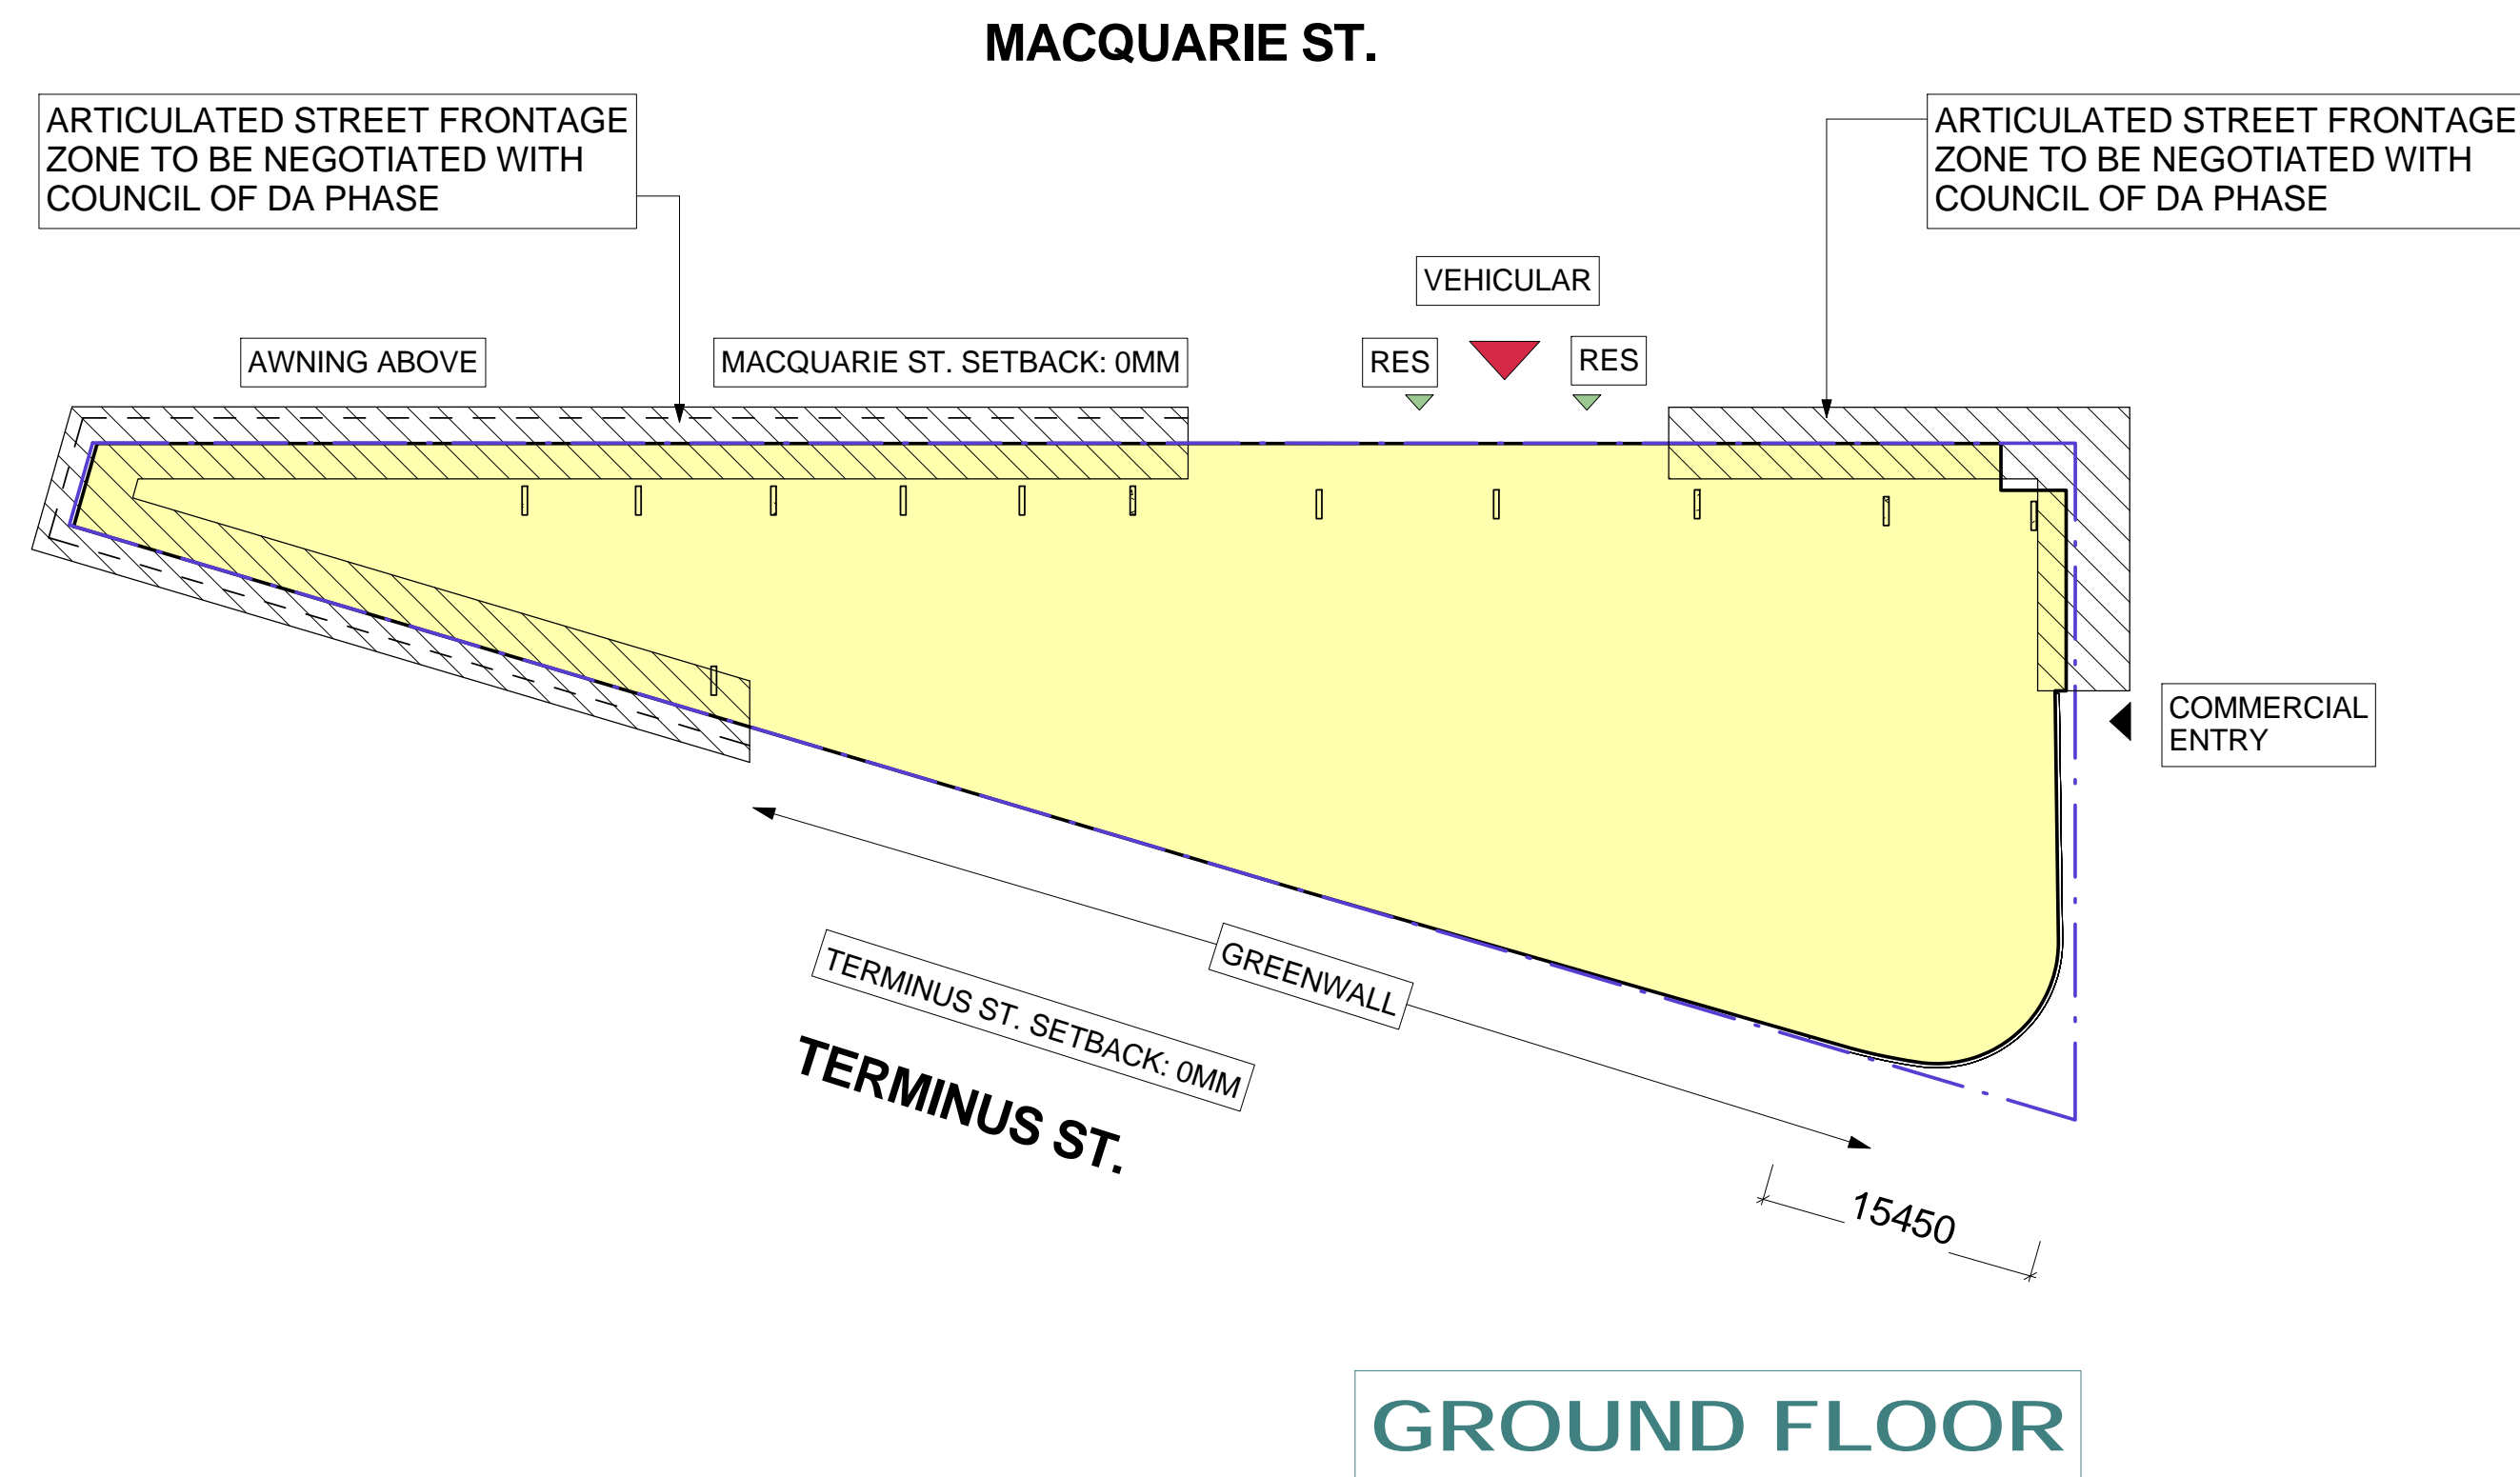 MACQUARIE ST.
ARTICULATED STREET FRONTAGE
ZONE TO BE NEGOTIATED WITH
COUNCIL OF DA PHASE
ARTICULATED STREET FRONTAGE
ZONE TO BE NEGOTIATED WITH
COUNCIL OF DA PHASE
VEHICULAR
AWNING ABOVE
MACQUARIE ST. SETBACK: 0MM
RES
RES
COMMERCIAL
ENTRY
GREENWALL
TERMINUS ST. SETBACK: 0MM
TERMINUS ST.
15450
GROUND FLOOR